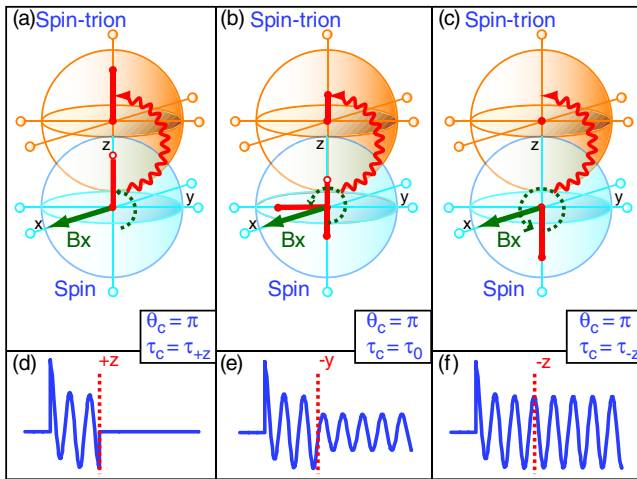 (a) Spin-trion
z
y
x
Bx
Spin
θc = π
τc = τ+z
(b) Spin-trion
z
y
x
Bx
Spin
θc = π
τc = τ0
(c) Spin-trion
z
y
x
Bx
Spin
θc = π
τc = τ-z
(d) +z
(e) -y
(f) -z